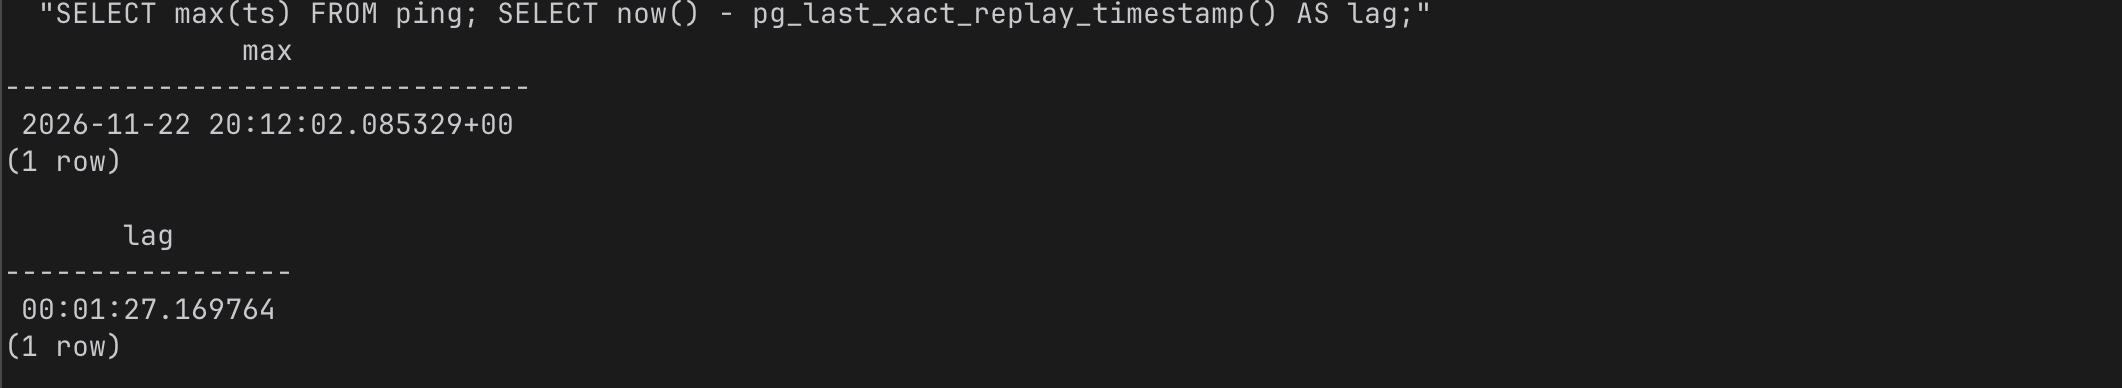 "SELECT max(ts) FROM ping; SELECT now() - pg_last_xact_replay_timestamp() AS lag;"
max
-------------------------------
2026-11-22 20:12:02.085329+00
(1 row)
lag
-----------------
00:01:27.169764
(1 row)